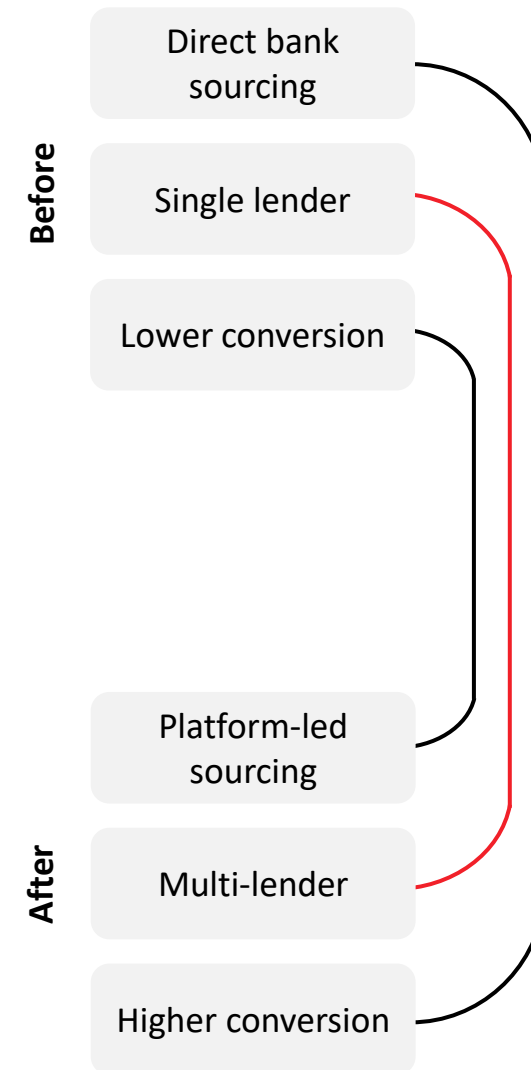 Before
Direct bank
sourcing
Single lender
Lower conversion
After
Platform-led
sourcing
Multi-lender
Higher conversion